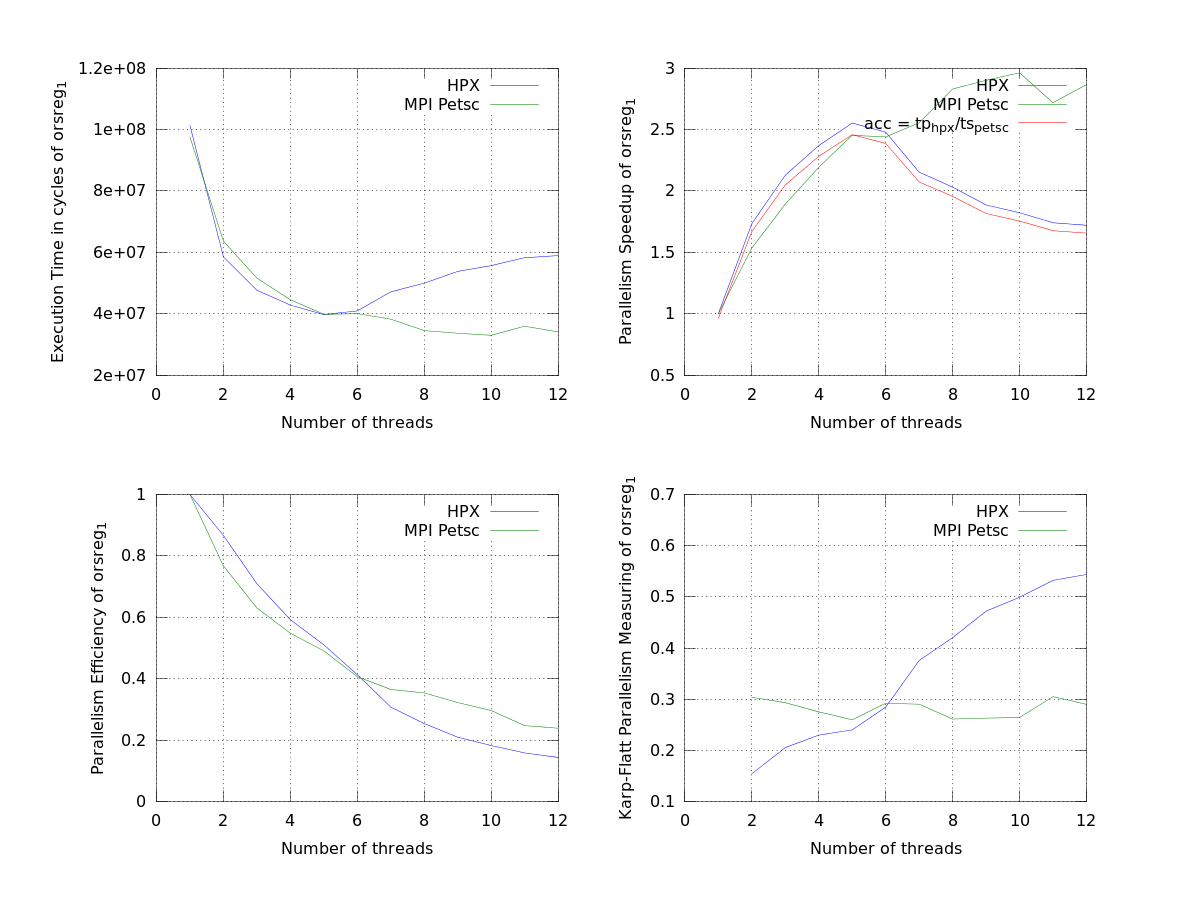 Execution Time in cycles of orsreg1
1.2e+08
1e+08
8e+07
6e+07
4e+07
2e+07
HPX
MPI Petsc
0 2 4 6 8 10 12
Number of threads
Parallelism Speedup of orsreg1
3
2.5
2
1.5
1
0.5
HPX
MPI Petsc
acc = tphpx/tspetsc
0 2 4 6 8 10 12
Number of threads
Parallelism Efficiency of orsreg1
1
0.8
0.6
0.4
0.2
0
HPX
MPI Petsc
0 2 4 6 8 10 12
Number of threads
Karp-Flatt Parallelism Measuring of orsreg1
0.7
0.6
0.5
0.4
0.3
0.2
0.1
HPX
MPI Petsc
0 2 4 6 8 10 12
Number of threads